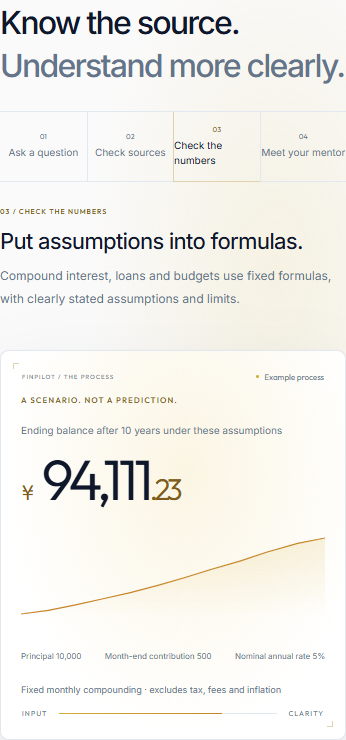 Know the source.
Understand more clearly.
01
Ask a question
02
Check sources
03
Check the
numbers
04
Meet your mentor
03 / CHECK THE NUMBERS
Put assumptions into formulas.
Compound interest, loans and budgets use fixed formulas,
with clearly stated assumptions and limits.
FINPILOT / THE PROCESS
Example process
A SCENARIO. NOT A PREDICTION.
Ending balance after 10 years under these assumptions
¥ 94,111.23
Principal 10,000
Month-end contribution 500
Nominal annual rate 5%
Fixed monthly compounding · excludes tax, fees and inflation
INPUT
CLARITY